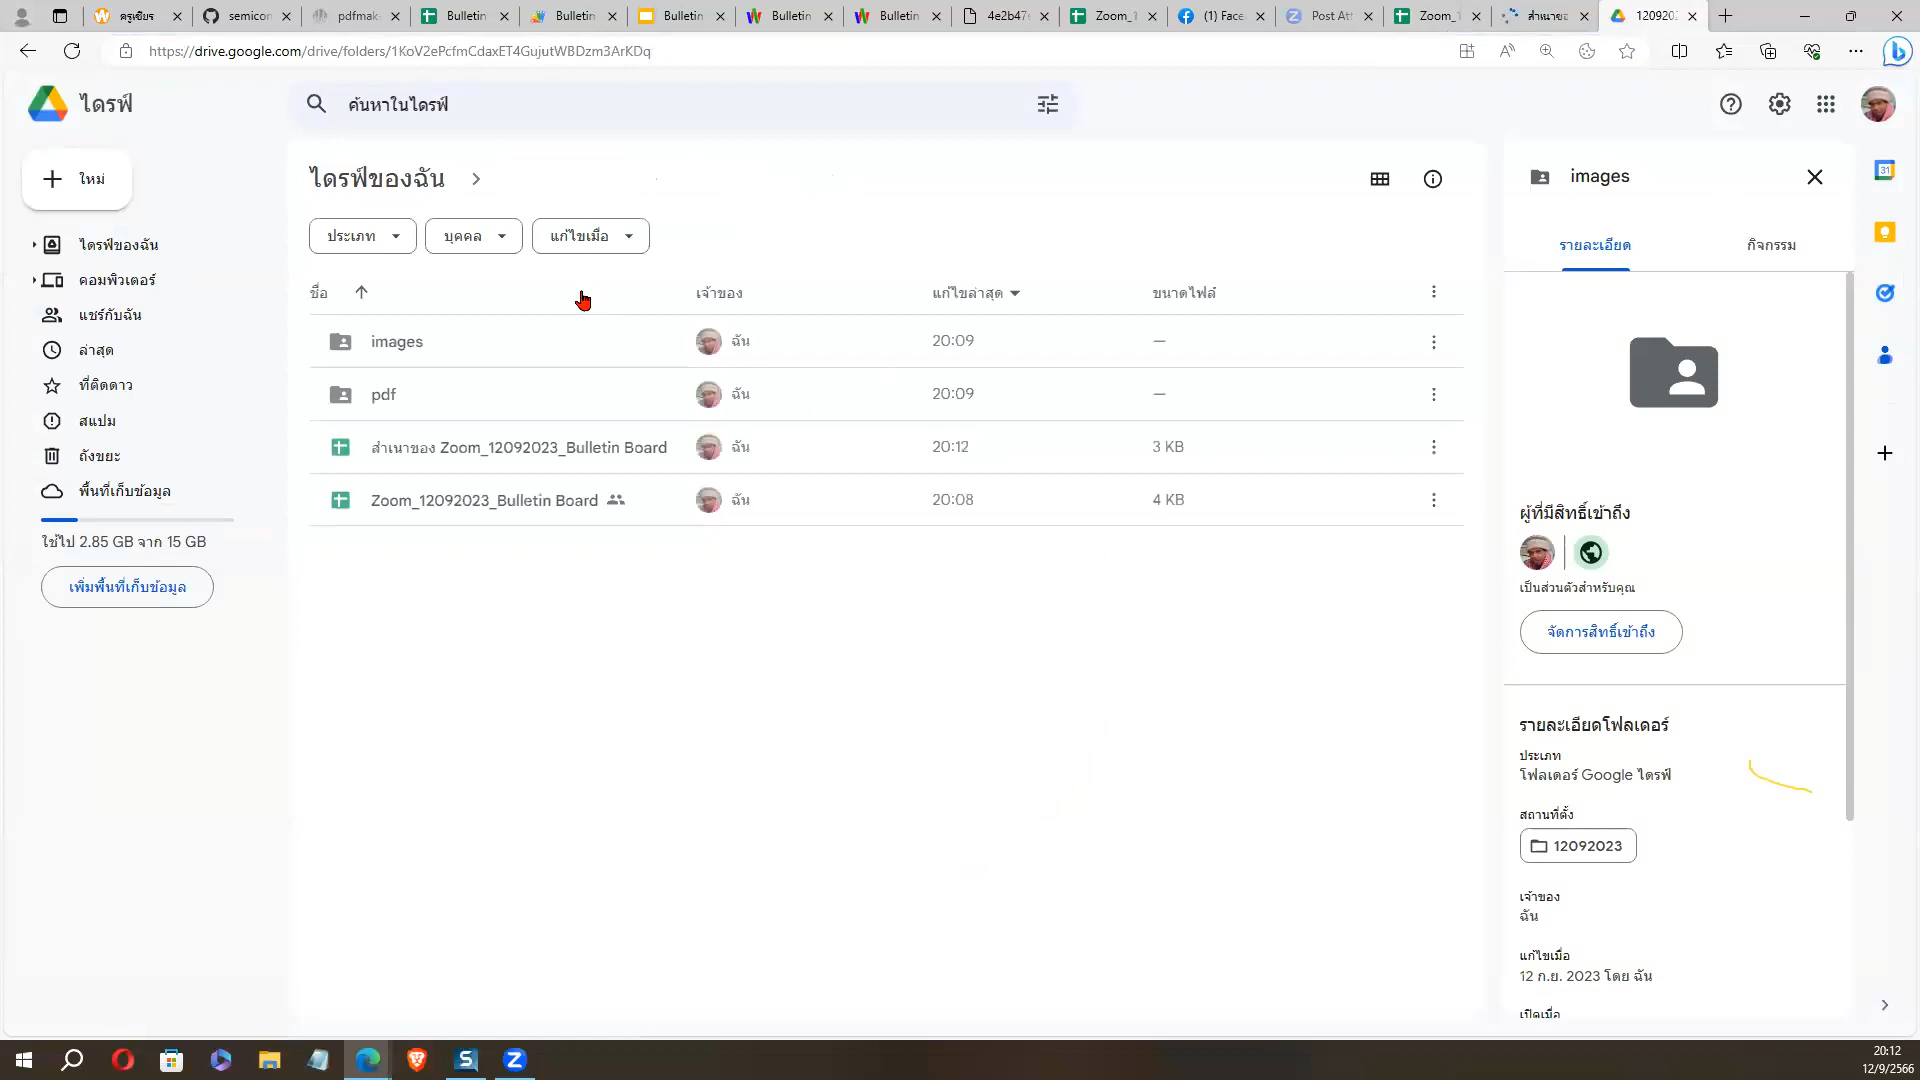 ครูเชียร
semicon
pdfmak
Bulletin
Bulletin
Bulletin
Bulletin
Bulletin
4e2b47
Zoom_1
(1) Face
Post Att
Zoom_1
สำเนาขอ
120920
https://drive.google.com/drive/folders/1KoV2ePcfmCdaxET4GujutWBDzm3ArKDq
ไดรฟ์
ค้นหาในไดรฟ์
ใหม่
ไดรฟ์ของฉัน
คอมพิวเตอร์
แชร์กับฉัน
ล่าสุด
ที่ติดดาว
สแปม
ถังขยะ
พื้นที่เก็บข้อมูล
ใช้ไป 2.85 GB จาก 15 GB
เพิ่มพื้นที่เก็บข้อมูล
ไดรฟ์ของฉัน
ประเภท
บุคคล
แก้ไขเมื่อ
ชื่อ เจ้าของ แก้ไขล่าสุด ขนาดไฟล์
images ฉัน 20:09 —
pdf ฉัน 20:09 —
สำเนาของ Zoom_12092023_Bulletin Board ฉัน 20:12 3 KB
Zoom_12092023_Bulletin Board ฉัน 20:08 4 KB
images
รายละเอียด
กิจกรรม
ผู้ที่มีสิทธิ์เข้าถึง
เป็นส่วนตัวสำหรับคุณ
จัดการสิทธิ์เข้าถึง
รายละเอียดโฟลเดอร์
ประเภท
โฟลเดอร์ Google ไดรฟ์
สถานที่ตั้ง
12092023
เจ้าของ
ฉัน
แก้ไขเมื่อ
12 ก.ย. 2023 โดย ฉัน
เปิดเมื่อ
31
20:12
12/9/2566